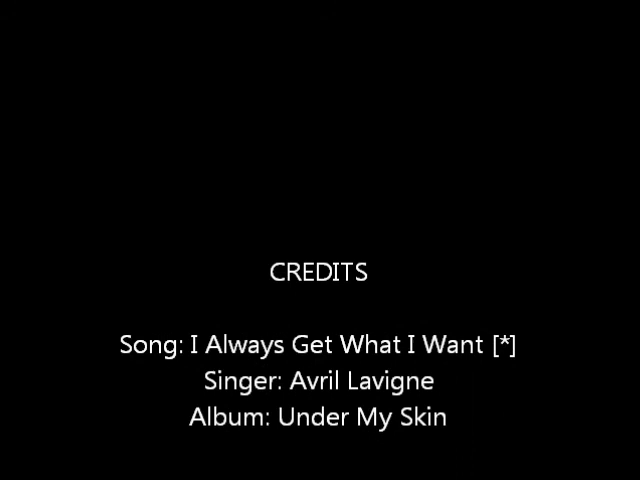 CREDITS
Song: I Always Get What I Want [*]
Singer: Avril Lavigne
Album: Under My Skin